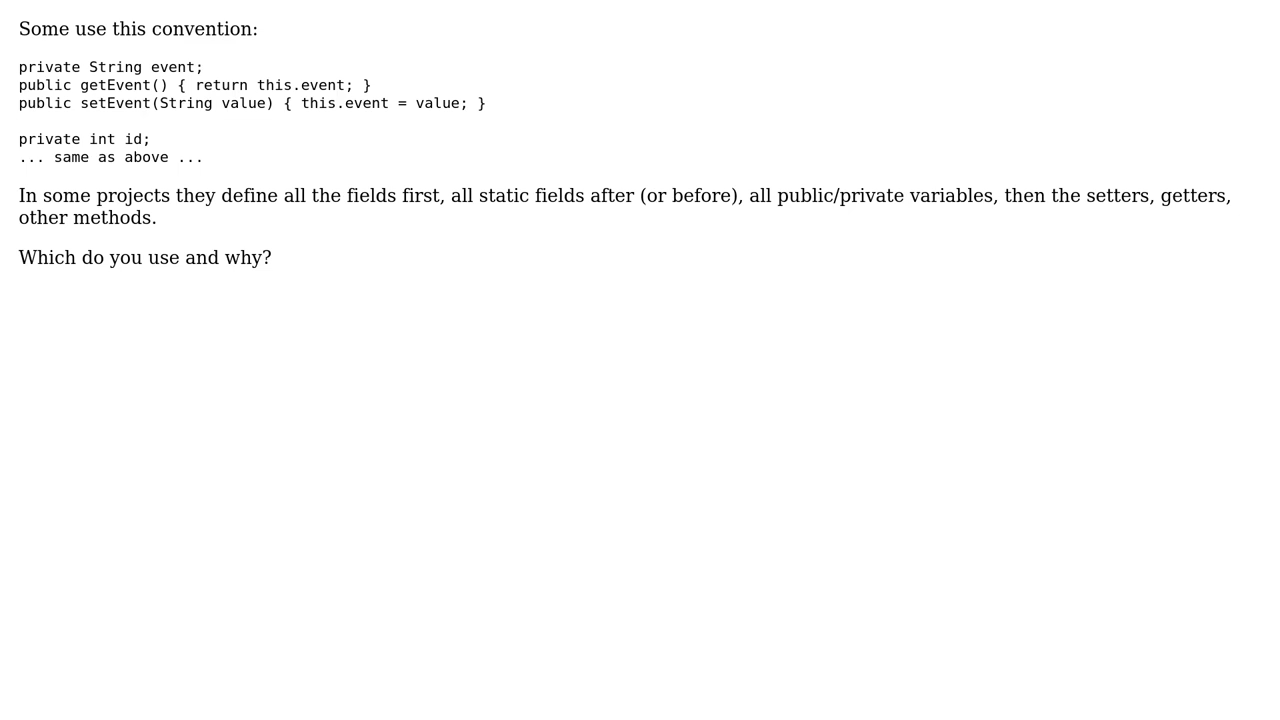 Some use this convention:
private String event;
public getEvent() { return this.event; }
public setEvent(String value) { this.event = value; }
private int id;
... same as above ...
In some projects they define all the fields first, all static fields after (or before), all public/private variables, then the setters, getters,
other methods.
Which do you use and why?